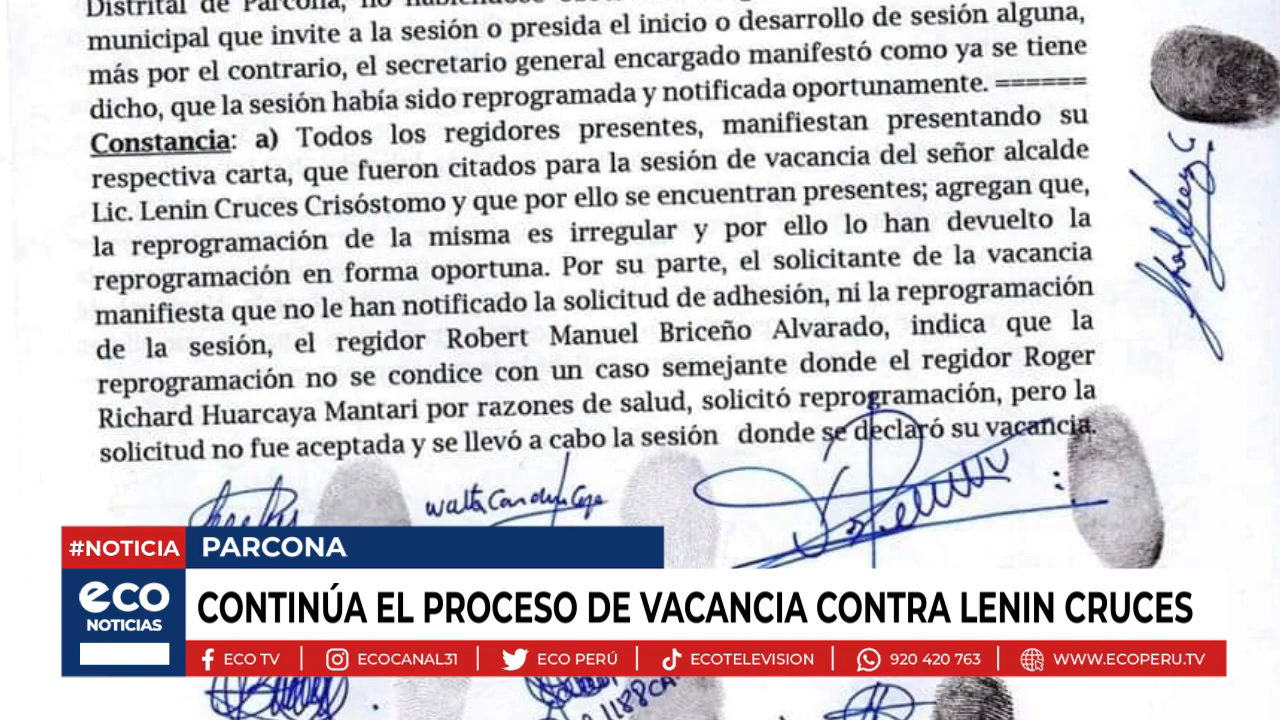 Distrital de Parcona, no
municipal que invite a la sesión o presida el inicio o desarrollo de sesión alguna,
más por el contrario, el secretario general encargado manifestó como ya se tiene
dicho, que la sesión había sido reprogramada y notificada oportunamente. ======
Constancia: a) Todos los regidores presentes, manifiestan presentando su
respectiva carta, que fueron citados para la sesión de vacancia del señor alcalde
Lic. Lenin Cruces Crisóstomo y que por ello se encuentran presentes; agregan que,
la reprogramación de la misma es irregular y por ello lo han devuelto la
reprogramación en forma oportuna. Por su parte, el solicitante de la vacancia
manifiesta que no le han notificado la solicitud de adhesión, ni la reprogramación
de la sesión, el regidor Robert Manuel Briceño Alvarado, indica que la
reprogramación no se condice con un caso semejante donde el regidor Roger
Richard Huarcaya Mantari por razones de salud, solicitó reprogramación, pero la
solicitud no fue aceptada y se llevó a cabo la sesión donde se declaró su vacancia.
#NOTICIA PARCONA
eco NOTICIAS
CONTINÚA EL PROCESO DE VACANCIA CONTRA LENIN CRUCES
ECO TV | ECOCANAL31 | ECO PERÚ | ECOTELEVISION | 920 420 763 | WWW.ECOPERU.TV